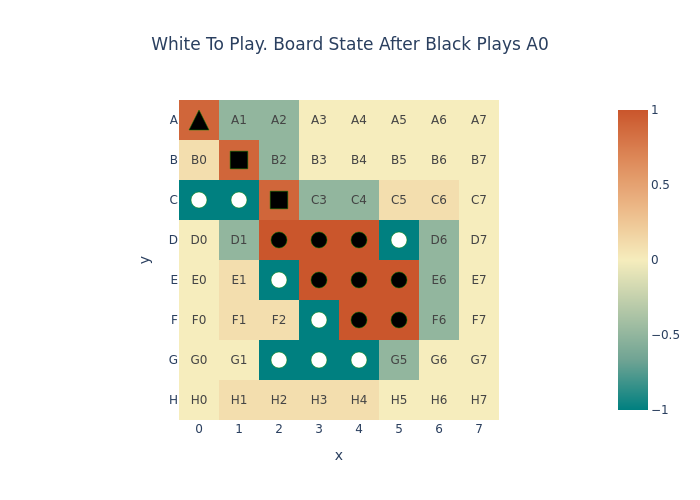 White To Play. Board State After Black Plays A0
A A1 A2 A3 A4 A5 A6 A7
B B0 B2 B3 B4 B5 B6 B7
C C3 C4 C5 C6 C7
D D0 D1 D6 D7
E E0 E1 E6 E7
F F0 F1 F2 F6 F7
G G0 G1 G5 G6 G7
H H0 H1 H2 H3 H4 H5 H6 H7
0 1 2 3 4 5 6 7
x
y
1
0.5
0
−0.5
−1